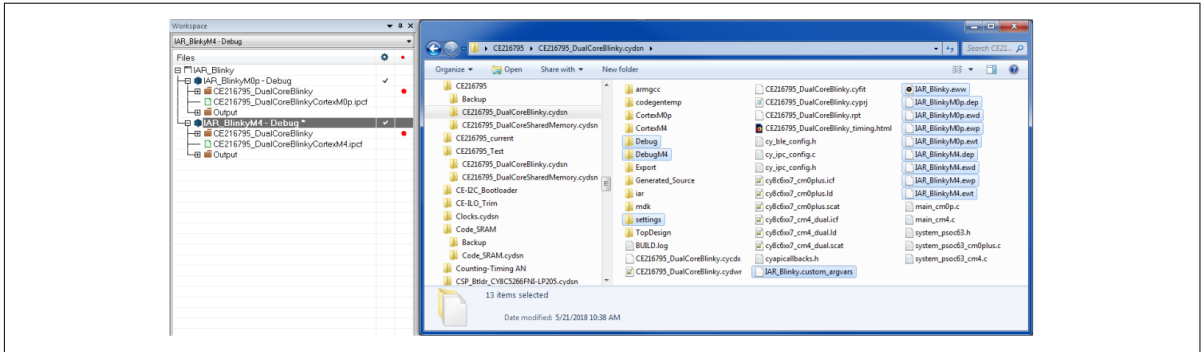 Workspace
IAR_BlinkyM4 - Debug
Files
IAR_Blinky
IAR_BlinkyM0p - Debug
CE216795_DualCoreBlinky
CE216795_DualCoreBlinkyCortexM0p.ipcf
Output
IAR_BlinkyM4 - Debug *
CE216795_DualCoreBlinky
CE216795_DualCoreBlinkyCortexM4.ipcf
Output
CE216795 ▸ CE216795_DualCoreBlinky.cydsn ▸
Search CE21...
Organize
Open
Share with
New folder
CE216795
Backup
CE216795_DualCoreBlinky.cydsn
CE216795_DualCoreSharedMemory.cydsn
CE216795_current
CE216795_Test
CE216795_DualCoreBlinky.cydsn
CE216795_DualCoreSharedMemory.cydsn
CE-I2C_Bootloader
CE-ILO_Trim
Clocks.cydsn
Code_SRAM
Backup
Code_SRAM.cydsn
Counting-Timing AN
CSP_Btldr_CY8C5266FNI-LP205.cydsn
armgcc
codegentemp
CortexM0p
CortexM4
Debug
DebugM4
Export
Generated_Source
iar
mdk
settings
TopDesign
BUILD.log
CE216795_DualCoreBlinky.cycdx
CE216795_DualCoreBlinky.cydwr
CE216795_DualCoreBlinky.cyfit
CE216795_DualCoreBlinky.cyprj
CE216795_DualCoreBlinky.rpt
CE216795_DualCoreBlinky_timing.html
cy_ble_config.h
cy_ipc_config.c
cy_ipc_config.h
cy8c6xx7_cm0plus.icf
cy8c6xx7_cm0plus.ld
cy8c6xx7_cm0plus.scat
cy8c6xx7_cm4_dual.icf
cy8c6xx7_cm4_dual.ld
cy8c6xx7_cm4_dual.scat
cyapicallbacks.h
IAR_Blinky.custom_argvars
IAR_Blinky.eww
IAR_BlinkyM0p.dep
IAR_BlinkyM0p.ewd
IAR_BlinkyM0p.ewp
IAR_BlinkyM0p.ewt
IAR_BlinkyM4.dep
IAR_BlinkyM4.ewd
IAR_BlinkyM4.ewp
IAR_BlinkyM4.ewt
main_cm0p.c
main_cm4.c
system_psoc63.h
system_psoc63_cm0plus.c
system_psoc63_cm4.c
13 items selected
Date modified: 5/21/2018 10:38 AM